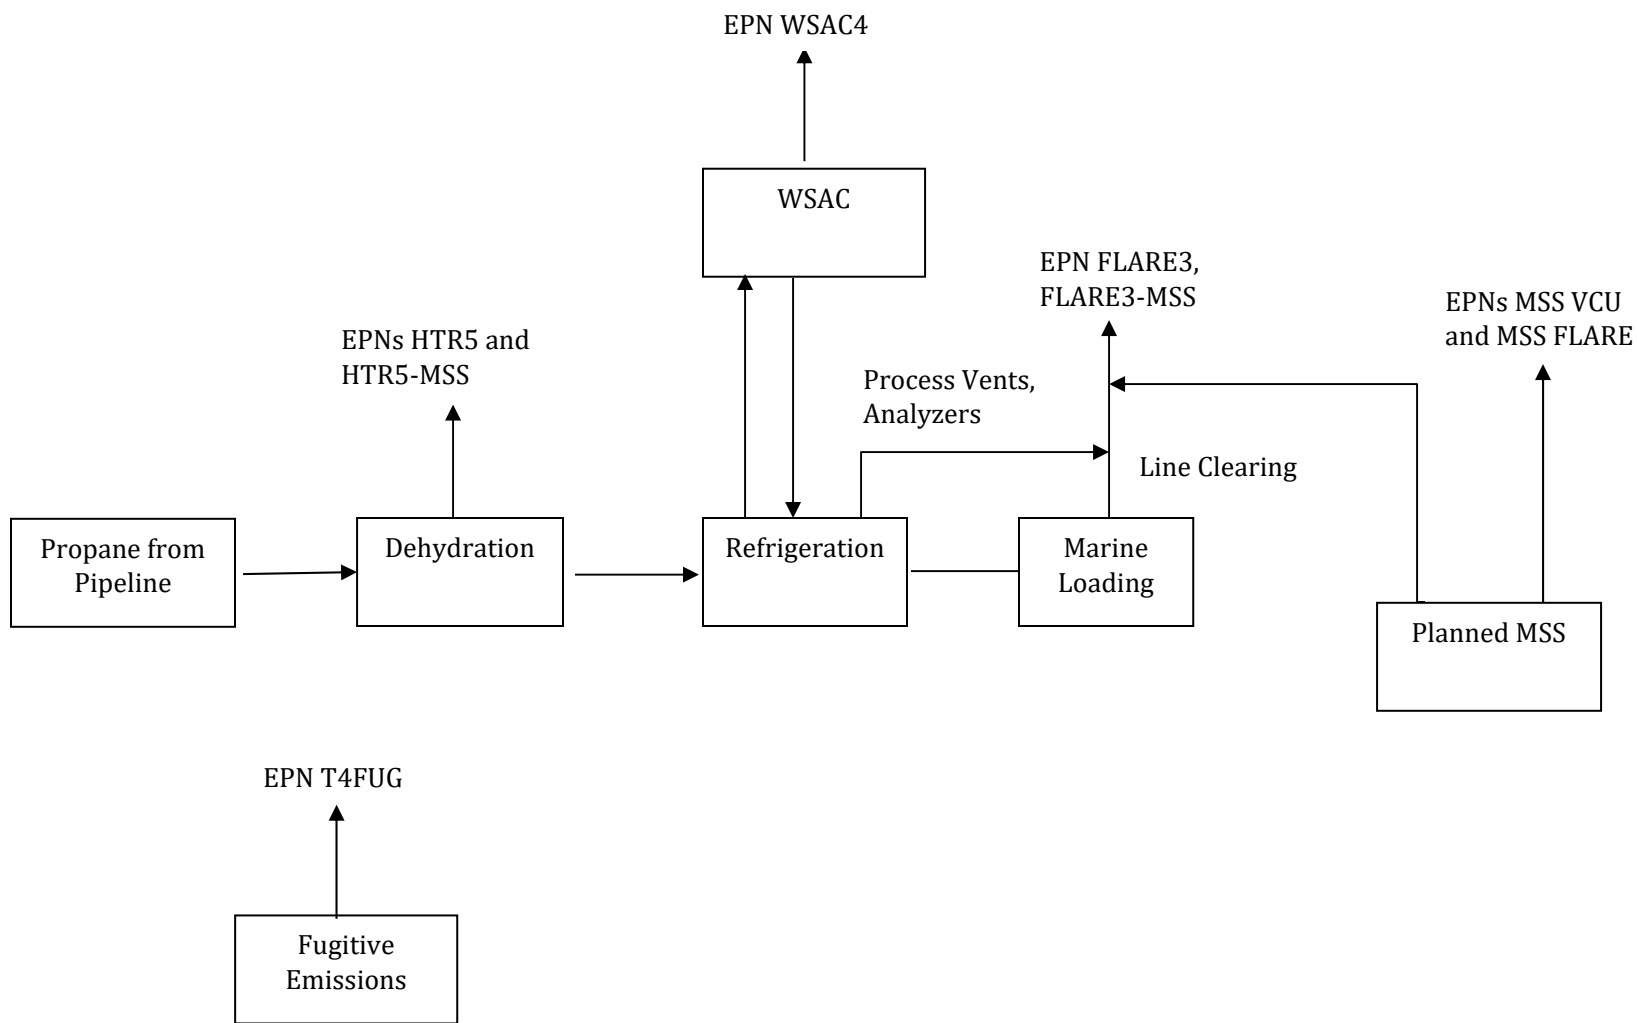 EPN WSAC4
WSAC
EPN FLARE3,
FLARE3-MSS
EPNs MSS VCU
and MSS FLARE
EPNs HTR5 and
HTR5-MSS
Process Vents,
Analyzers
Line Clearing
Propane from
Pipeline
Dehydration
Refrigeration
Marine
Loading
Planned MSS
EPN T4FUG
Fugitive
Emissions